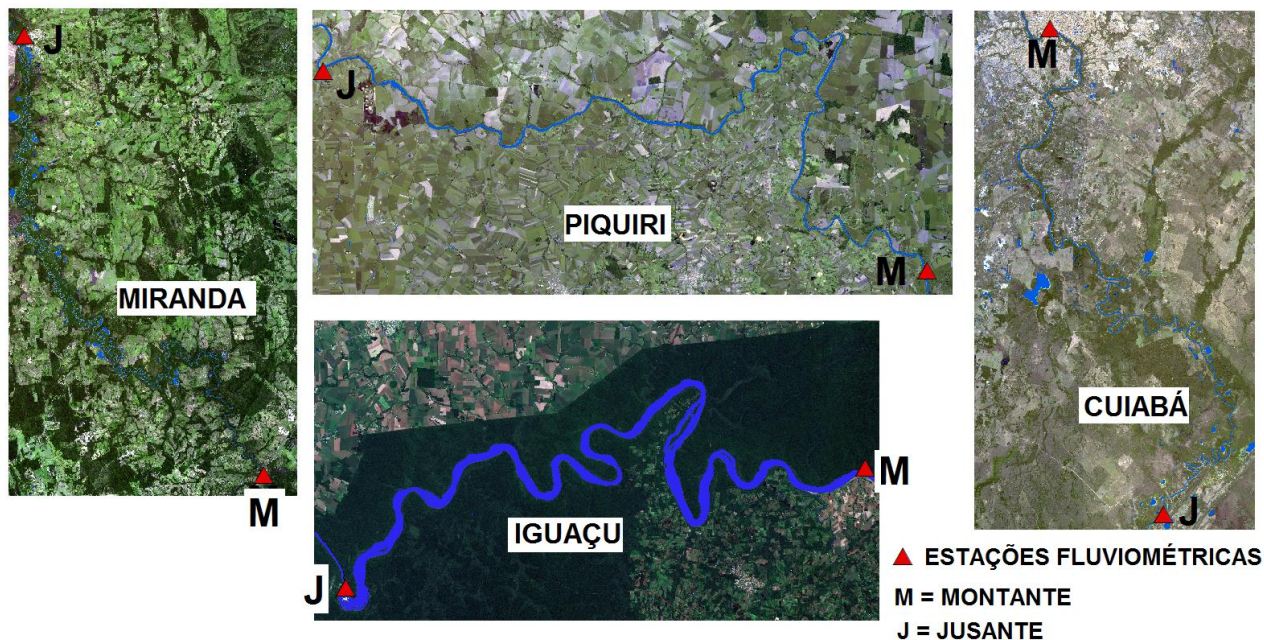 J
MIRANDA
M
J
PIQUIRI
M
M
CUIABÁ
J
IGUAÇU
M
J
ESTAÇÕES FLUVIOMÉTRICAS
M = MONTANTE
J = JUSANTE